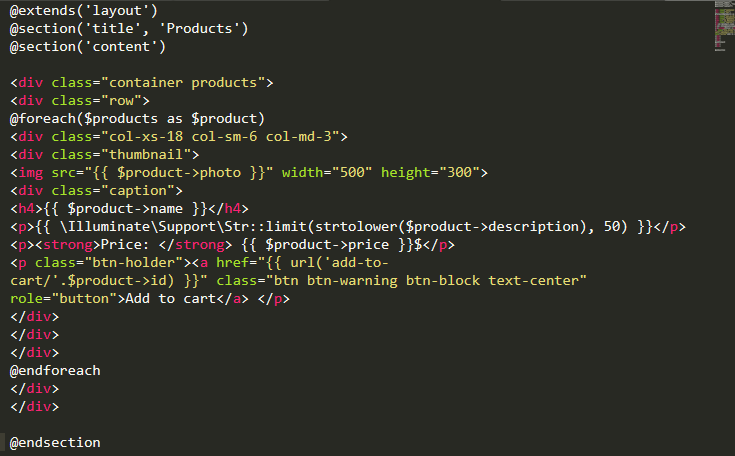 @extends('layout')
@section('title', 'Products')
@section('content')
<div class="container products">
<div class="row">
@foreach($products as $product)
<div class="col-xs-18 col-sm-6 col-md-3">
<div class="thumbnail">
<img src="{{ $product->photo }}" width="500" height="300">
<div class="caption">
<h4>{{ $product->name }}</h4>
<p>{{ \Illuminate\Support\Str::limit(strtolower($product->description), 50) }}</p>
<p><strong>Price: </strong> {{ $product->price }}$</p>
<p class="btn-holder"><a href="{{ url('add-to-
cart/'.$product->id) }}" class="btn btn-warning btn-block text-center"
role="button">Add to cart</a> </p>
</div>
</div>
</div>
@endforeach
</div>
</div>
@endsection